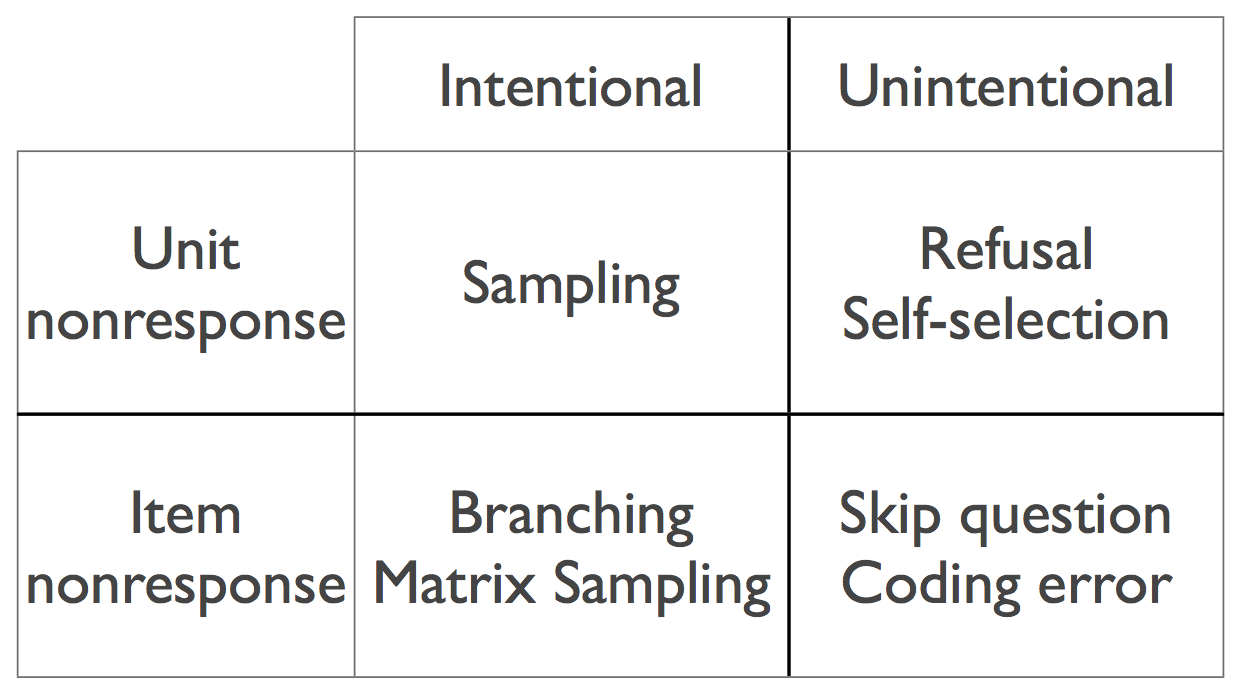 Intentional
Unintentional
Unit
nonresponse
Sampling
Refusal
Self-selection
Item
nonresponse
Branching
Matrix Sampling
Skip question
Coding error